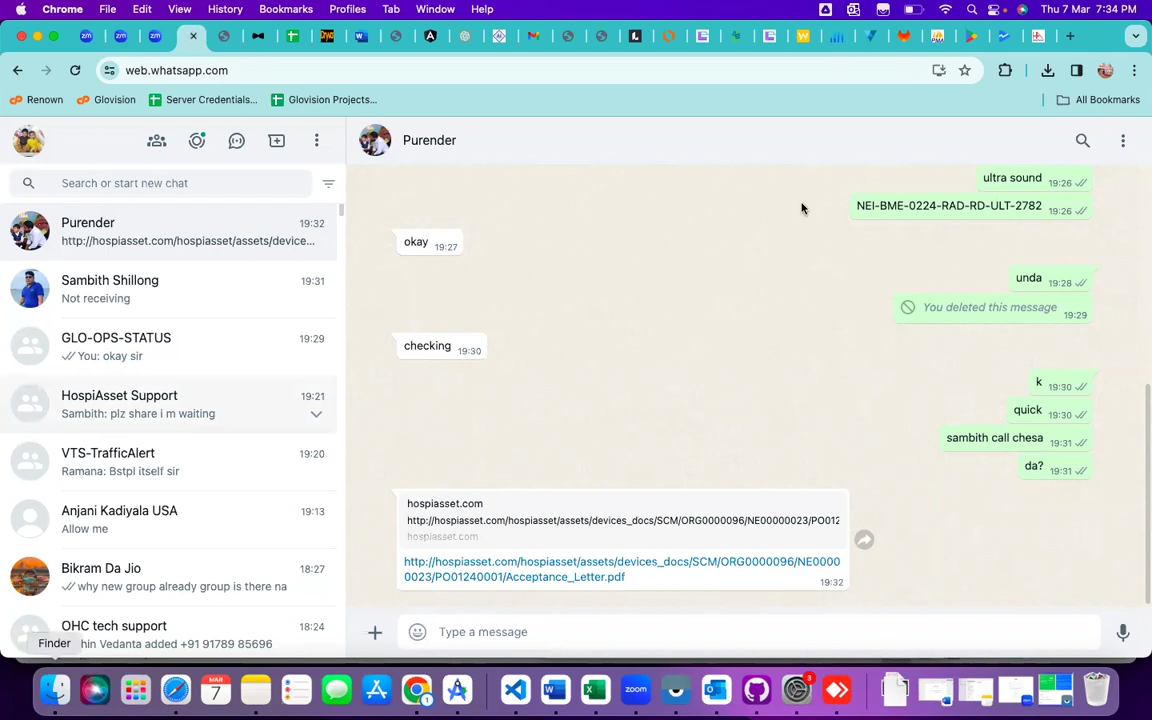 Chrome File Edit View History Bookmarks Profiles Tab Window Help Thu 7 Mar 7:34 PM
web.whatsapp.com
Renown Glovision Server Credentials... Glovision Projects... All Bookmarks
Purender
Search or start new chat
Purender 19:32
http://hospiasset.com/hospiasset/assets/device...
Sambith Shillong 19:31
Not receiving
GLO-OPS-STATUS 19:29
You: okay sir
HospiAsset Support 19:21
Sambith: plz share i m waiting
VTS-TrafficAlert 19:20
Ramana: Bstpl itself sir
Anjani Kadiyala USA 19:13
Allow me
Bikram Da Jio 18:27
why new group already group is there na
OHC tech support 18:24
hin Vedanta added +91 91789 85696
Finder
ultra sound 19:26
NEI-BME-0224-RAD-RD-ULT-2782 19:26
okay 19:27
unda 19:28
You deleted this message 19:29
checking 19:30
k 19:30
quick 19:30
sambith call chesa 19:31
da? 19:31
hospiasset.com
http://hospiasset.com/hospiasset/assets/devices_docs/SCM/ORG0000096/NE00000023/PO012
hospiasset.com
http://hospiasset.com/hospiasset/assets/devices_docs/SCM/ORG0000096/NE0000
0023/PO01240001/Acceptance_Letter.pdf 19:32
Type a message
MAR
7
zoom
3